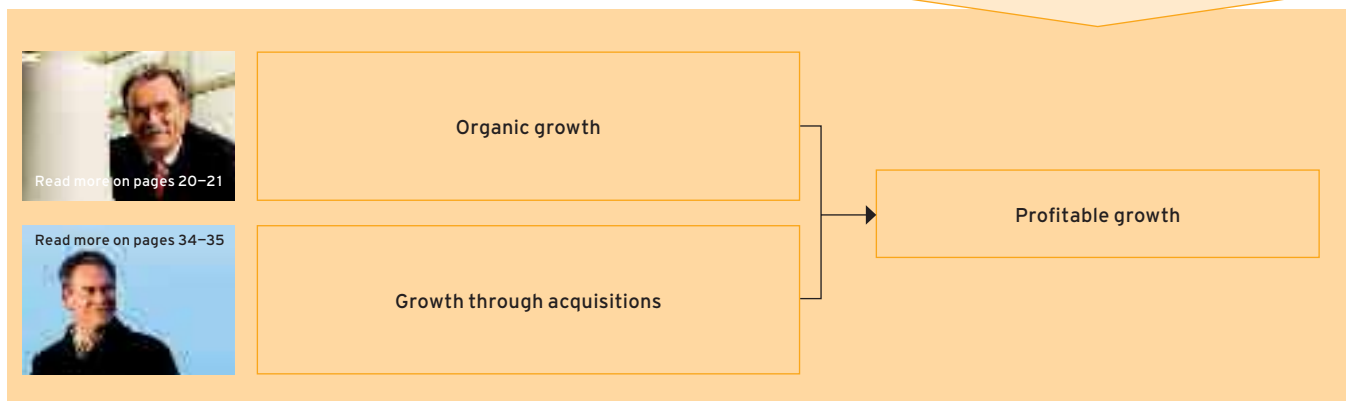 Organic growth
Read more on pages 20–21
Profitable growth
Read more on pages 34–35
Growth through acquisitions